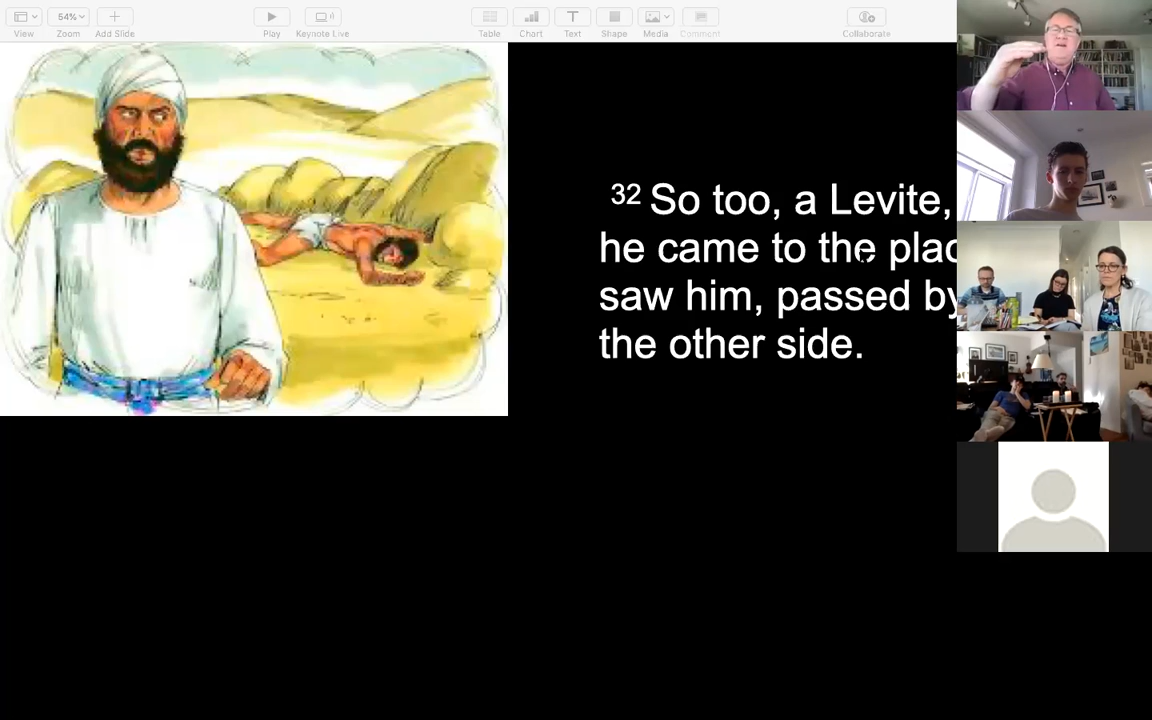 54%
View
Zoom
Add Slide
Play
Keynote Live
Table
Chart
Text
Shape
Media
Comment
Collaborate
32 So too, a Levite,
he came to the plac
saw him, passed by
the other side.